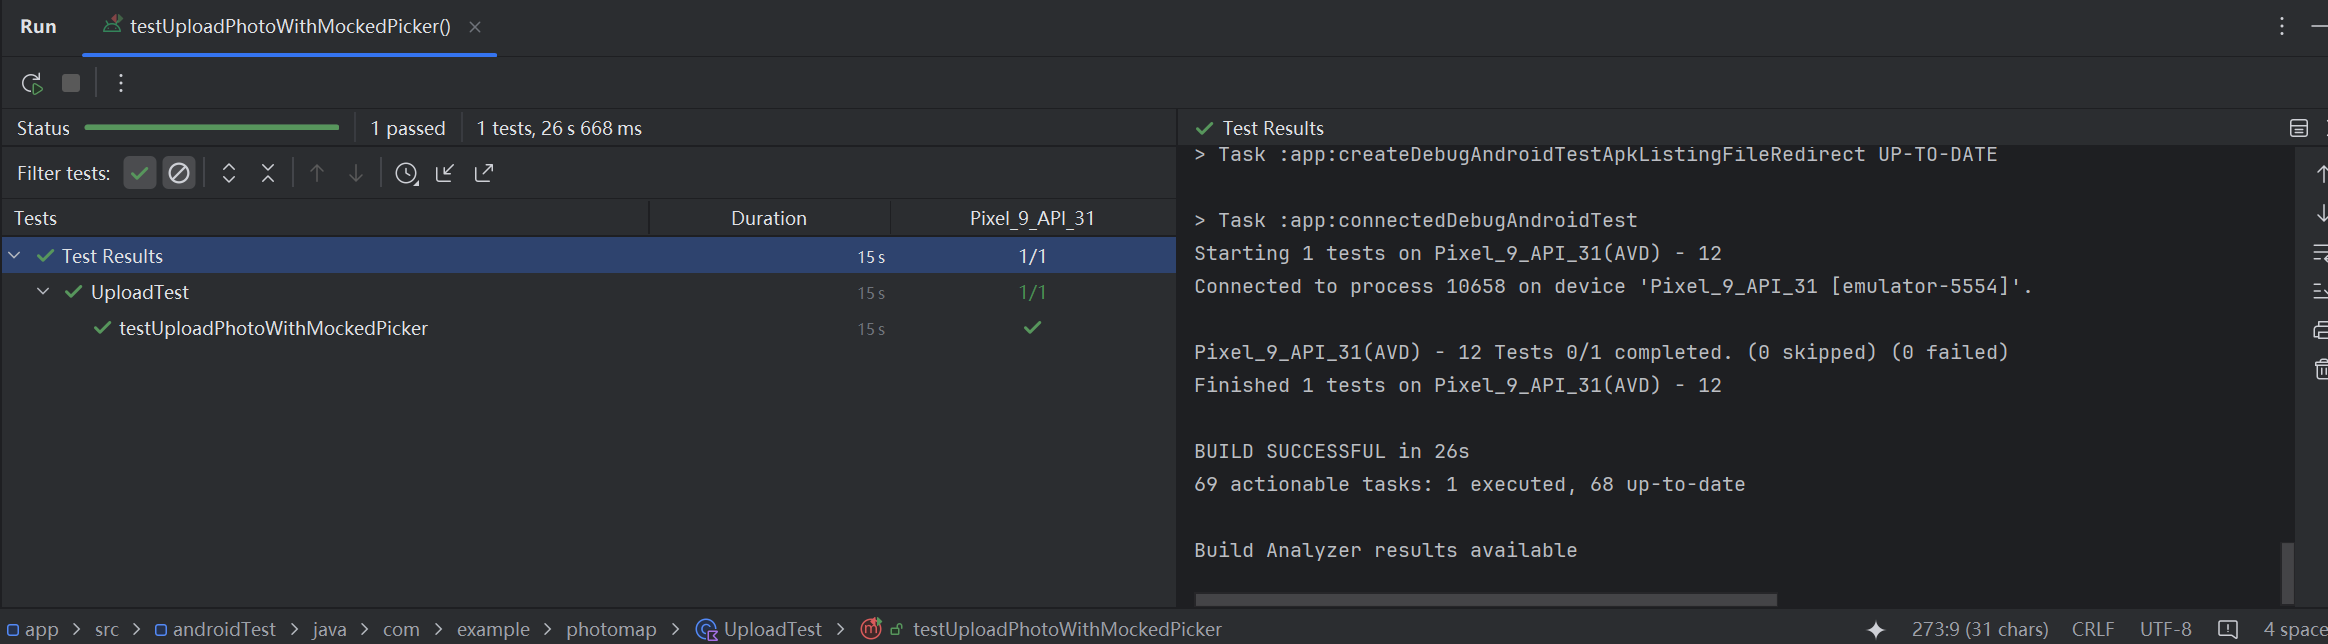 Run testUploadPhotoWithMockedPicker()
Status 1 passed 1 tests, 26 s 668 ms
Filter tests:
Tests Duration Pixel_9_API_31
Test Results 15 s 1/1
UploadTest 15 s 1/1
testUploadPhotoWithMockedPicker 15 s
Test Results
> Task :app:createDebugAndroidTestApkListingFileRedirect UP-TO-DATE
> Task :app:connectedDebugAndroidTest
Starting 1 tests on Pixel_9_API_31(AVD) - 12
Connected to process 10658 on device 'Pixel_9_API_31 [emulator-5554]'.
Pixel_9_API_31(AVD) - 12 Tests 0/1 completed. (0 skipped) (0 failed)
Finished 1 tests on Pixel_9_API_31(AVD) - 12
BUILD SUCCESSFUL in 26s
69 actionable tasks: 1 executed, 68 up-to-date
Build Analyzer results available
app > src > androidTest > java > com > example > photomap > UploadTest > testUploadPhotoWithMockedPicker 273:9 (31 chars) CRLF UTF-8 4 space